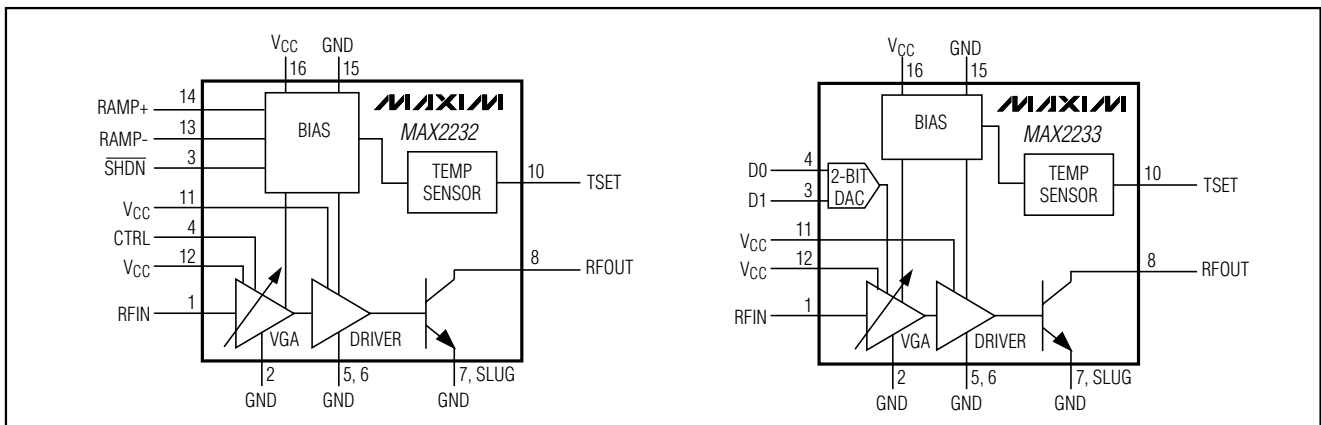 VCC GND
16 15
MAXIM
MAX2232
BIAS
RAMP+ 14
RAMP- 13
SHDN 3
TEMP
SENSOR
10 TSET
VCC 11
CTRL 4
VCC 12
8 RFOUT
RFIN 1
VGA DRIVER
2 5, 6 7, SLUG
GND GND GND
VCC GND
16 15
MAXIM
MAX2233
BIAS
D0 4
D1 3
2-BIT
DAC
TEMP
SENSOR
10 TSET
VCC 11
VCC 12
8 RFOUT
RFIN 1
VGA DRIVER
2 5, 6 7, SLUG
GND GND GND